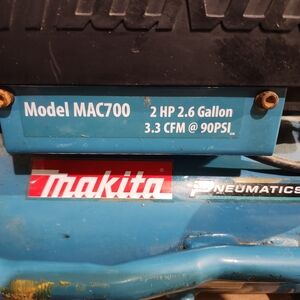 Model MAC700 2 HP 2.6 Gallon
3.3 CFM @ 90PSI
makita PNEUMATICS